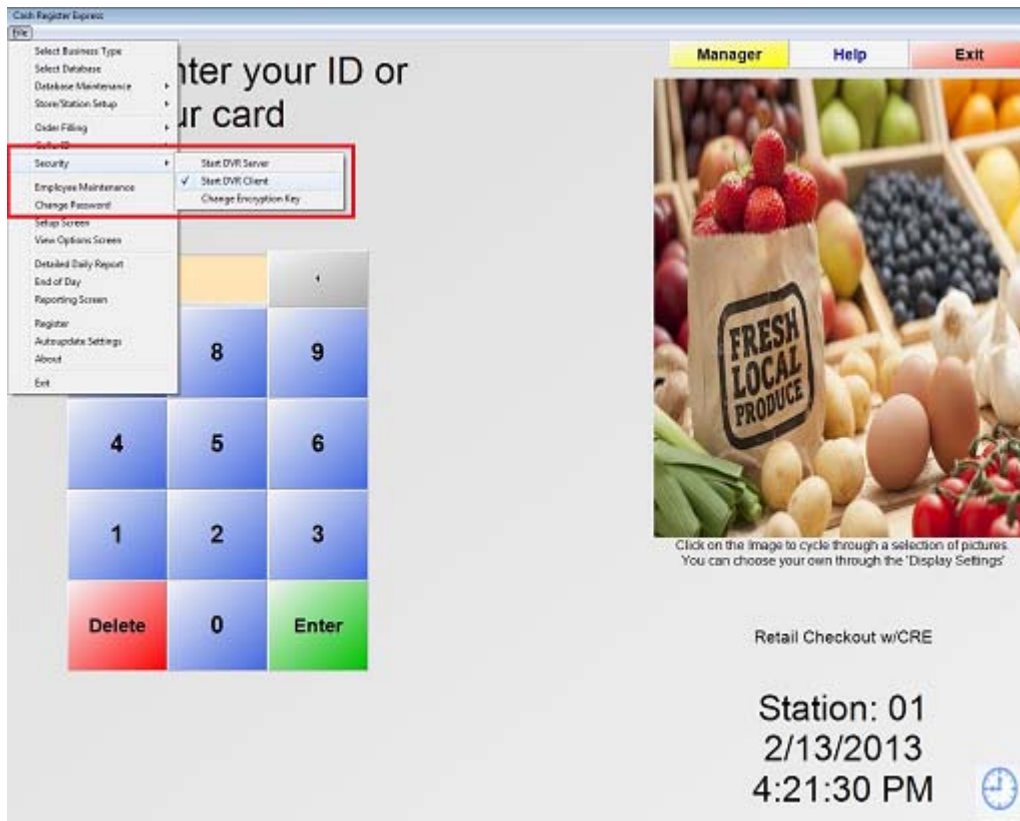 Cash Register Express
File
Select Business Type
Select Database
Database Maintenance
Store/Station Setup
Order Filling
Caller ID
Security
Employee Maintenance
Change Password
Setup Screen
View Options Screen
Detailed Daily Report
End of Day
Reporting Screen
Register
Autoupdate Settings
About
Exit
Start DVR Server
✓ Start DVR Client
Change Encryption Key
nter your ID or
ur card
8 9
4 5 6
1 2 3
Delete 0 Enter
Manager Help Exit
FRESH
LOCAL
PRODUCE
Click on the Image to cycle through a selection of pictures.
You can choose your own through the 'Display Settings'
Retail Checkout w/CRE
Station: 01
2/13/2013
4:21:30 PM